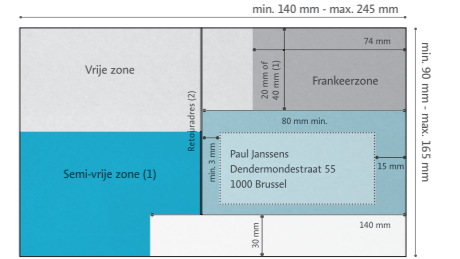 min. 140 mm - max. 245 mm
74 mm
Vrije zone
20 mm of
40 mm (1)
Frankeerzone
min. 90 mm - max. 165 mm
Retouradres (2)
80 mm min.
min. 3 mm
Paul Janssens
Dendermondestraat 55
1000 Brussel
15 mm
Semi-vrije zone (1)
140 mm
30 mm